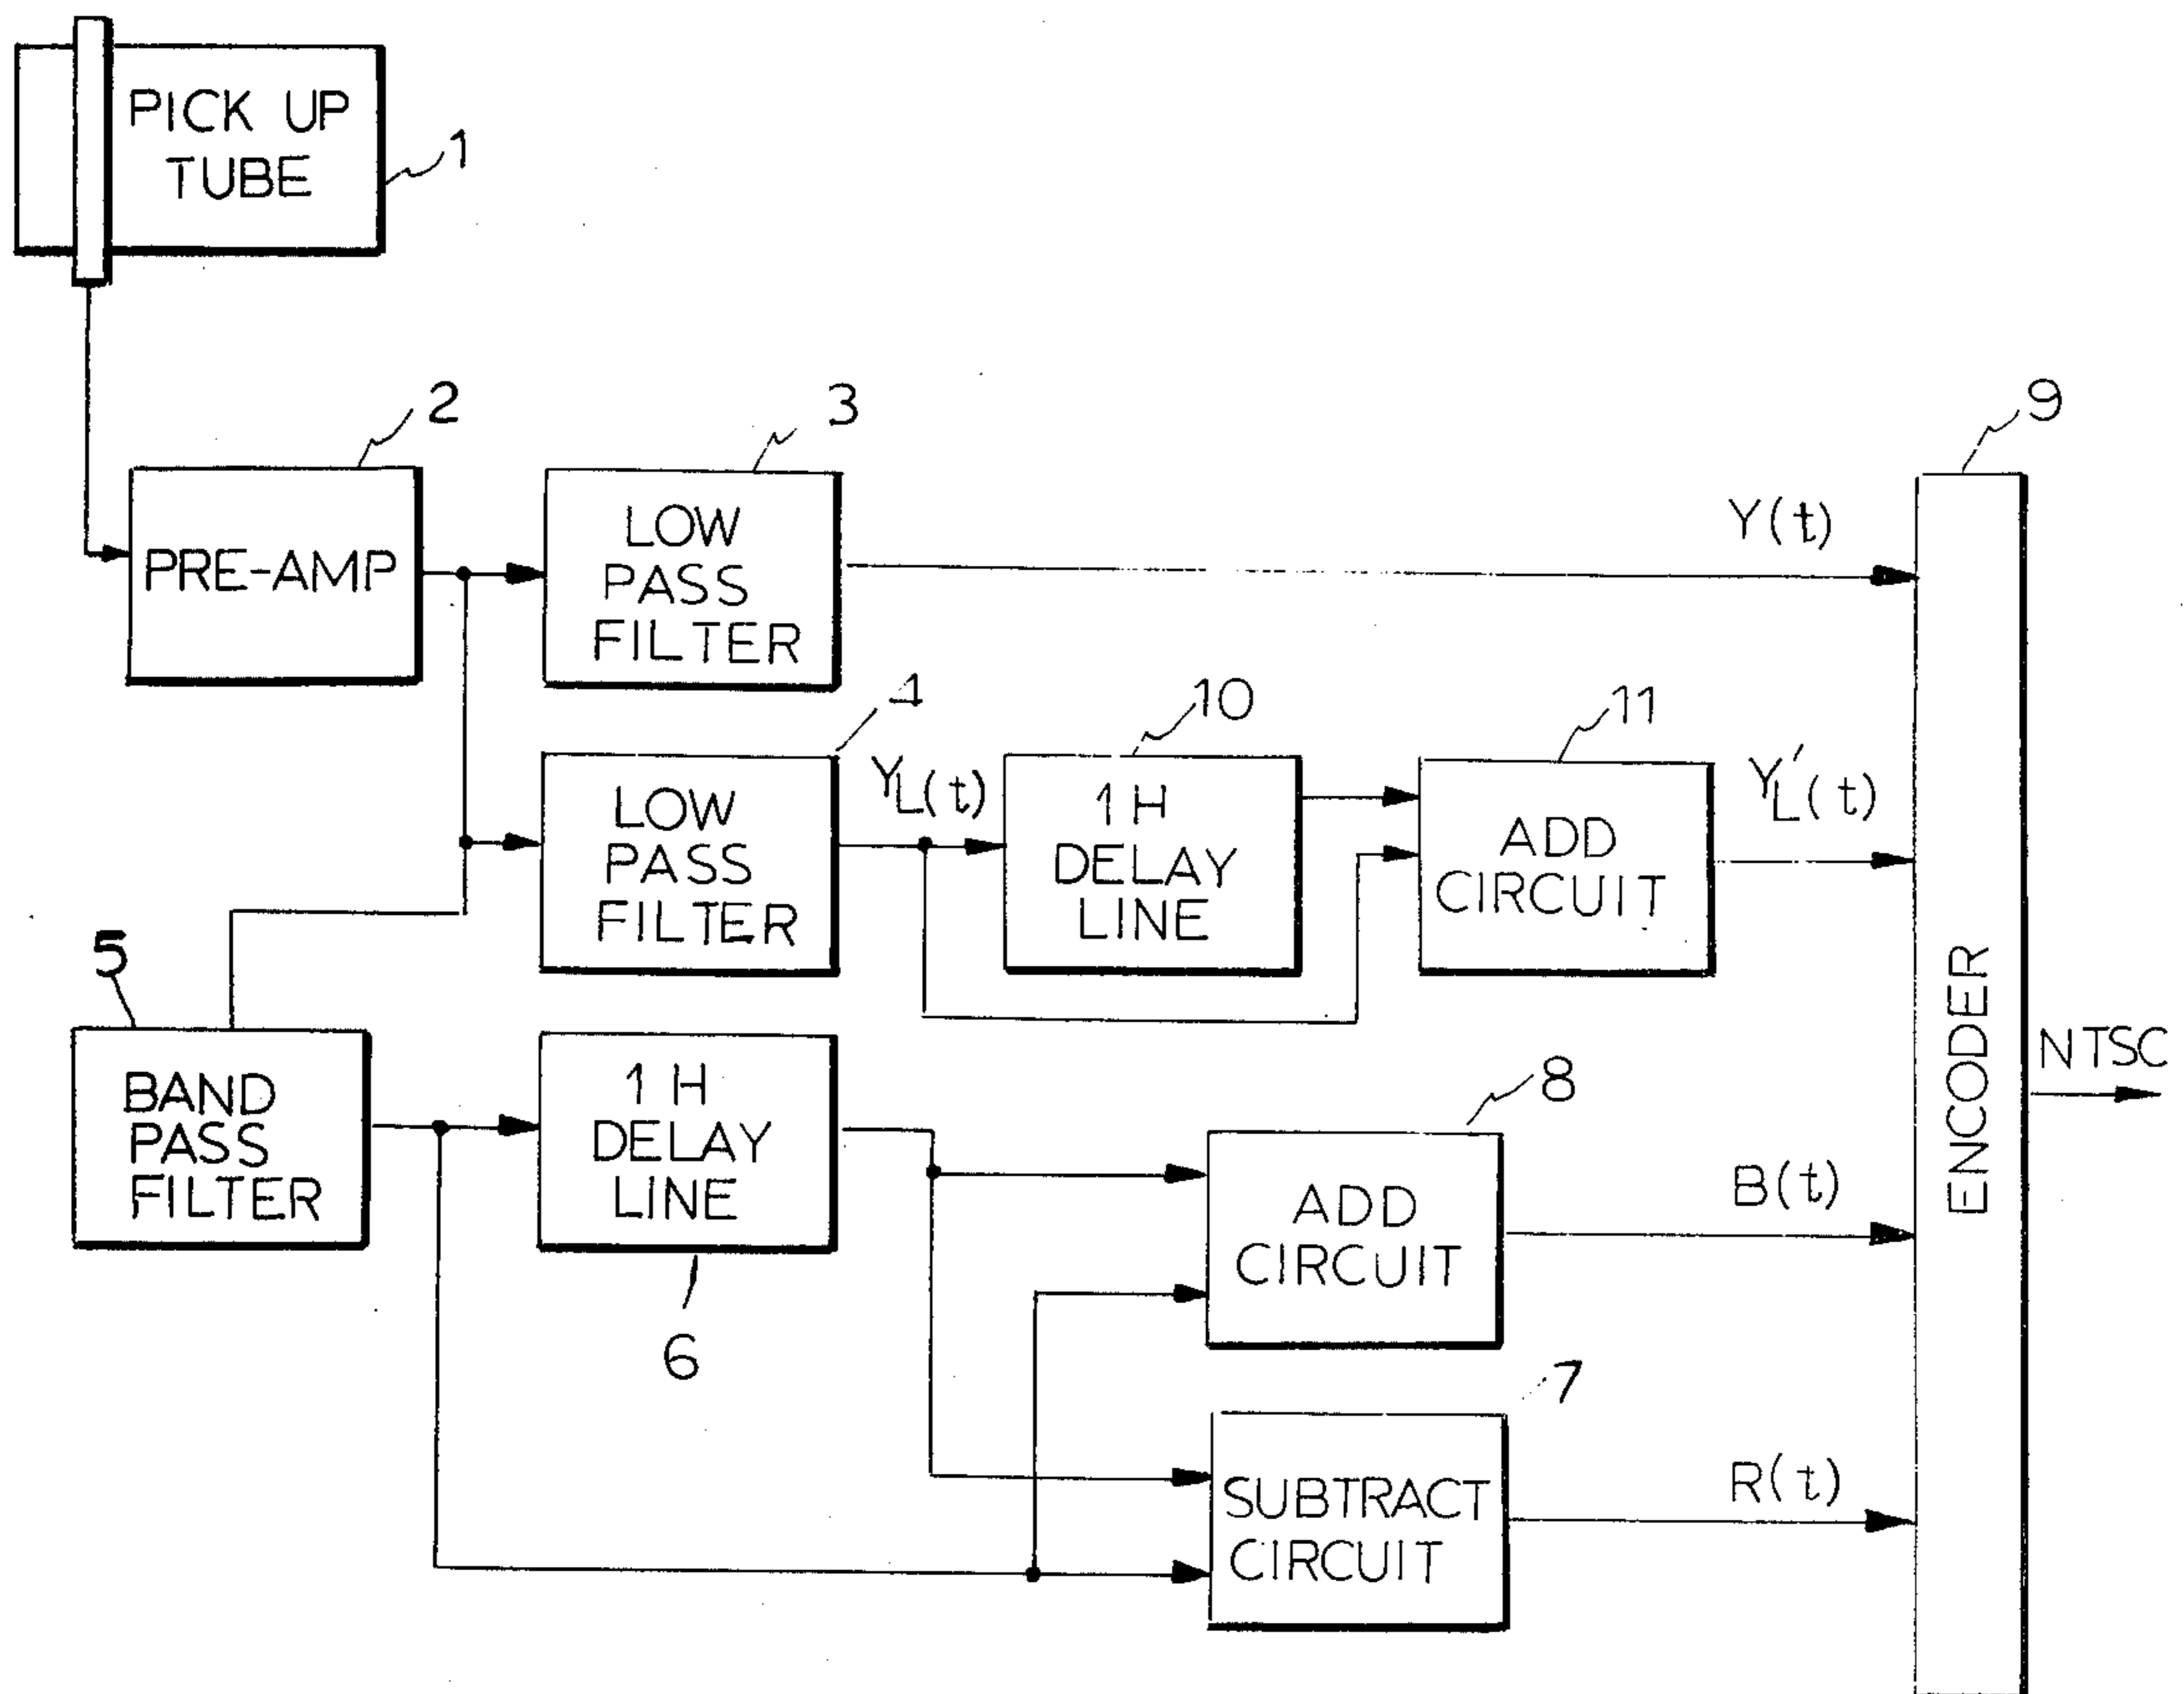 PICK UP
TUBE
1
2
PRE-AMP
3
LOW
PASS
FILTER
Y(t)
9
4
LOW
PASS
FILTER
YL(t)
10
1 H
DELAY
LINE
11
ADD
CIRCUIT
YL'(t)
ENCODER
NTSC
5
BAND
PASS
FILTER
1 H
DELAY
LINE
6
8
ADD
CIRCUIT
B(t)
7
SUBTRACT
CIRCUIT
R(t)